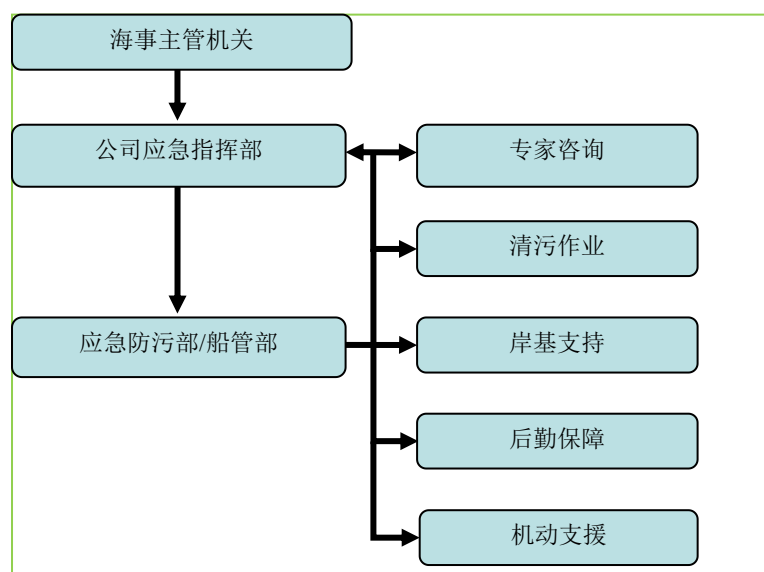 海事主管机关
公司应急指挥部
专家咨询
清污作业
应急防污部/船管部
岸基支持
后勤保障
机动支援